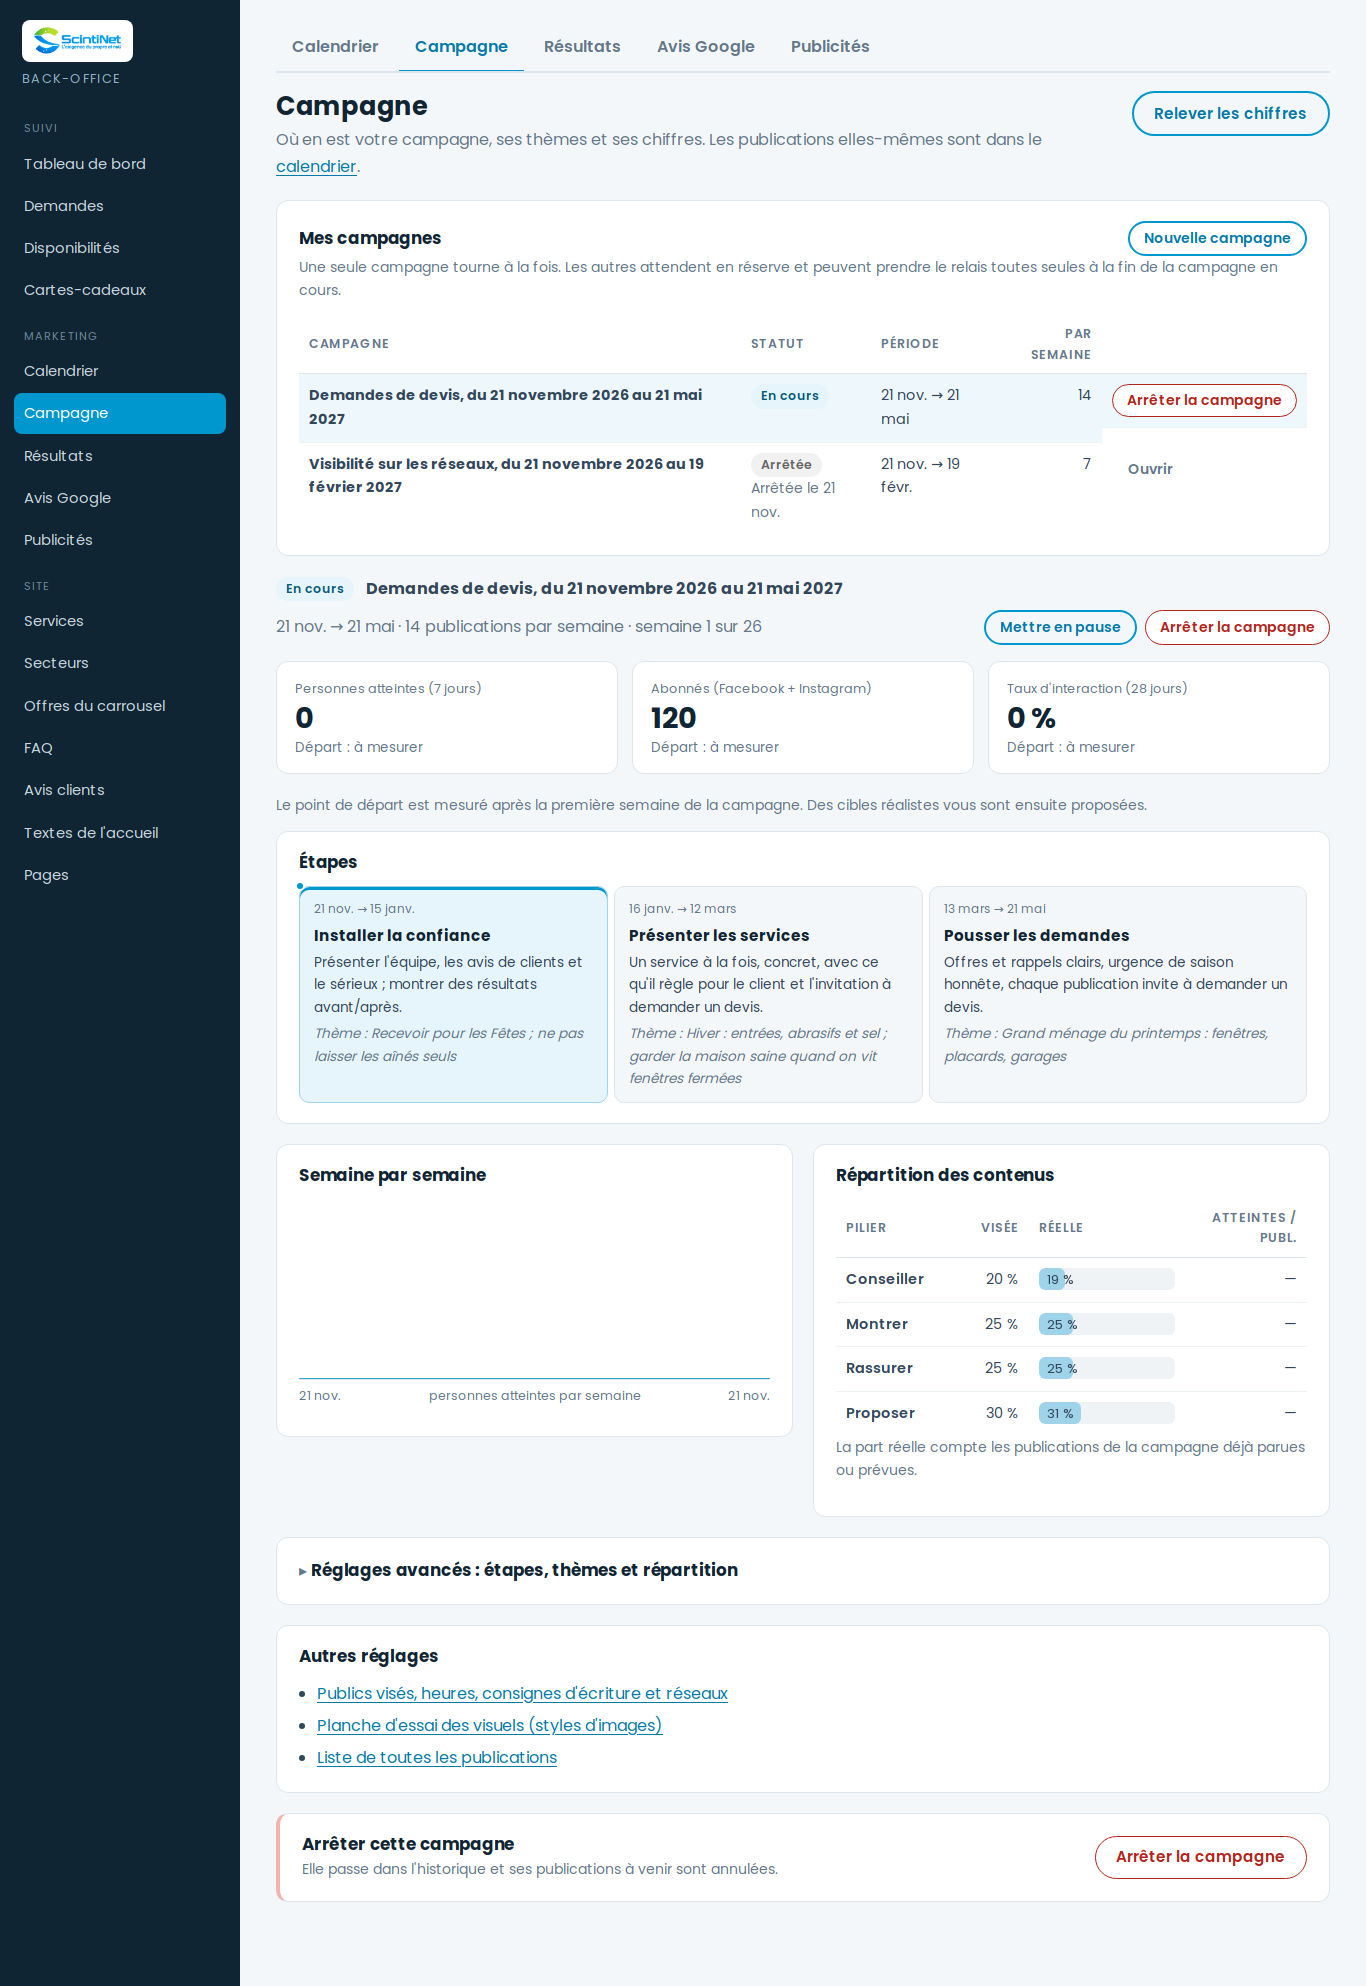 ScintiNet
L'exigence du propre et net
BACK-OFFICE
SUIVI
Tableau de bord
Demandes
Disponibilités
Cartes-cadeaux
MARKETING
Calendrier
Campagne
Résultats
Avis Google
Publicités
SITE
Services
Secteurs
Offres du carrousel
FAQ
Avis clients
Textes de l'accueil
Pages
Calendrier Campagne Résultats Avis Google Publicités
Campagne
Relever les chiffres
Où en est votre campagne, ses thèmes et ses chiffres. Les publications elles-mêmes sont dans le
calendrier.
Mes campagnes
Nouvelle campagne
Une seule campagne tourne à la fois. Les autres attendent en réserve et peuvent prendre le relais toutes seules à la fin de la campagne en
cours.
CAMPAGNE STATUT PÉRIODE PAR
SEMAINE
Demandes de devis, du 21 novembre 2026 au 21 mai En cours 21 nov. → 21 14 Arrêter la campagne
2027 mai
Visibilité sur les réseaux, du 21 novembre 2026 au 19 Arrêtée 21 nov. → 19 7 Ouvrir
février 2027 Arrêtée le 21 févr.
nov.
En cours Demandes de devis, du 21 novembre 2026 au 21 mai 2027
21 nov. → 21 mai · 14 publications par semaine · semaine 1 sur 26 Mettre en pause Arrêter la campagne
Personnes atteintes (7 jours)
0
Départ : à mesurer
Abonnés (Facebook + Instagram)
120
Départ : à mesurer
Taux d'interaction (28 jours)
0 %
Départ : à mesurer
Le point de départ est mesuré après la première semaine de la campagne. Des cibles réalistes vous sont ensuite proposées.
Étapes
21 nov. → 15 janv.
Installer la confiance
Présenter l'équipe, les avis de clients et
le sérieux ; montrer des résultats
avant/après.
Thème : Recevoir pour les Fêtes ; ne pas
laisser les aînés seuls
16 janv. → 12 mars
Présenter les services
Un service à la fois, concret, avec ce
qu'il règle pour le client et l'invitation à
demander un devis.
Thème : Hiver : entrées, abrasifs et sel ;
garder la maison saine quand on vit
fenêtres fermées
13 mars → 21 mai
Pousser les demandes
Offres et rappels clairs, urgence de saison
honnête, chaque publication invite à demander un
devis.
Thème : Grand ménage du printemps : fenêtres,
placards, garages
Semaine par semaine
21 nov. personnes atteintes par semaine 21 nov.
Répartition des contenus
PILIER VISÉE RÉELLE ATTEINTES /
PUBL.
Conseiller 20 % 19 % —
Montrer 25 % 25 % —
Rassurer 25 % 25 % —
Proposer 30 % 31 % —
La part réelle compte les publications de la campagne déjà parues
ou prévues.
▸ Réglages avancés : étapes, thèmes et répartition
Autres réglages
• Publics visés, heures, consignes d'écriture et réseaux
• Planche d'essai des visuels (styles d'images)
• Liste de toutes les publications
Arrêter cette campagne
Elle passe dans l'historique et ses publications à venir sont annulées.
Arrêter la campagne